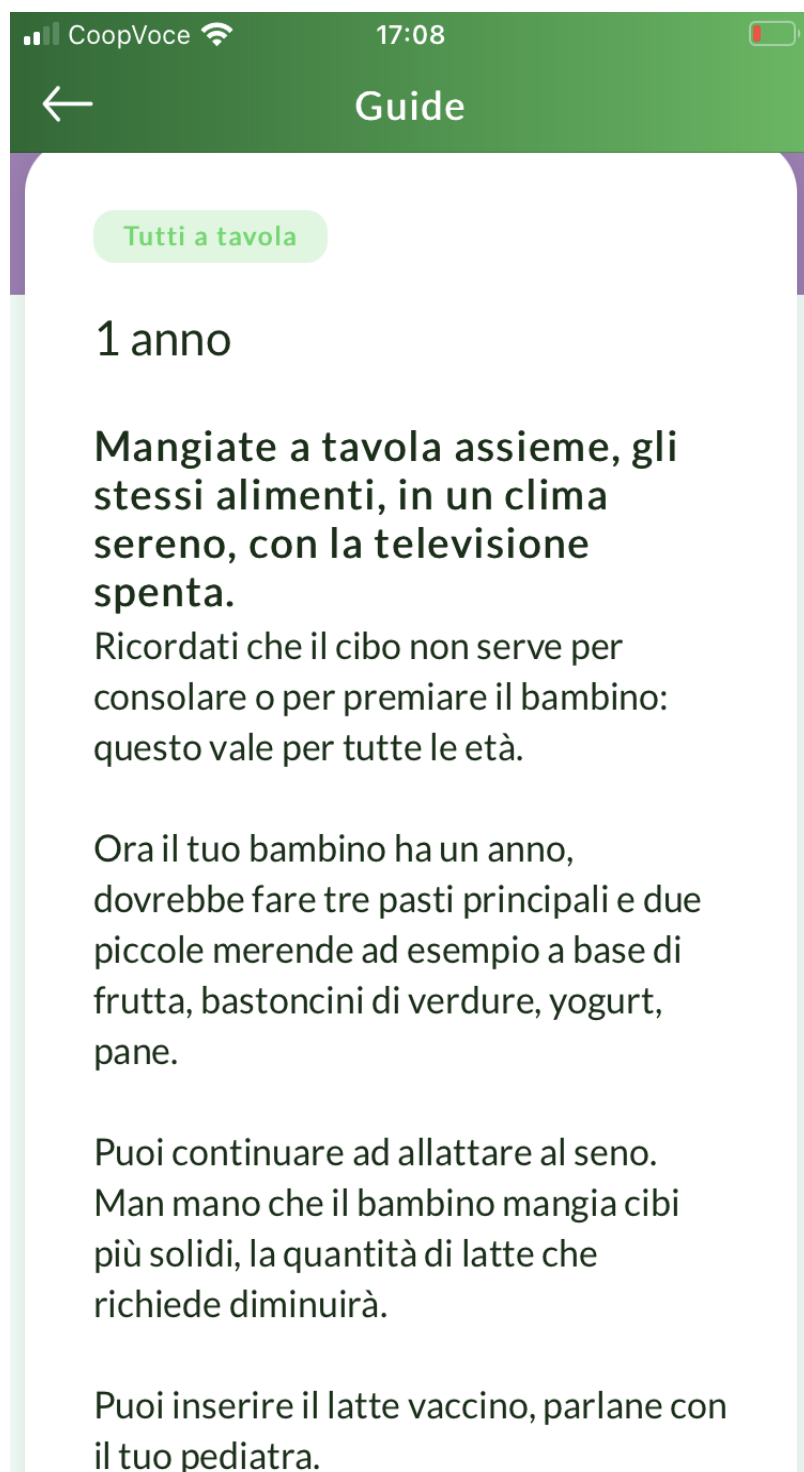 CoopVoce
17:08
Guide
Tutti a tavola
1 anno
Mangiate a tavola assieme, gli
stessi alimenti, in un clima
sereno, con la televisione
spenta.
Ricordati che il cibo non serve per
consolare o per premiare il bambino:
questo vale per tutte le età.
Ora il tuo bambino ha un anno,
dovrebbe fare tre pasti principali e due
piccole merende ad esempio a base di
frutta, bastoncini di verdure, yogurt,
pane.
Puoi continuare ad allattare al seno.
Man mano che il bambino mangia cibi
più solidi, la quantità di latte che
richiede diminuirà.
Puoi inserire il latte vaccino, parlane con
il tuo pediatra.